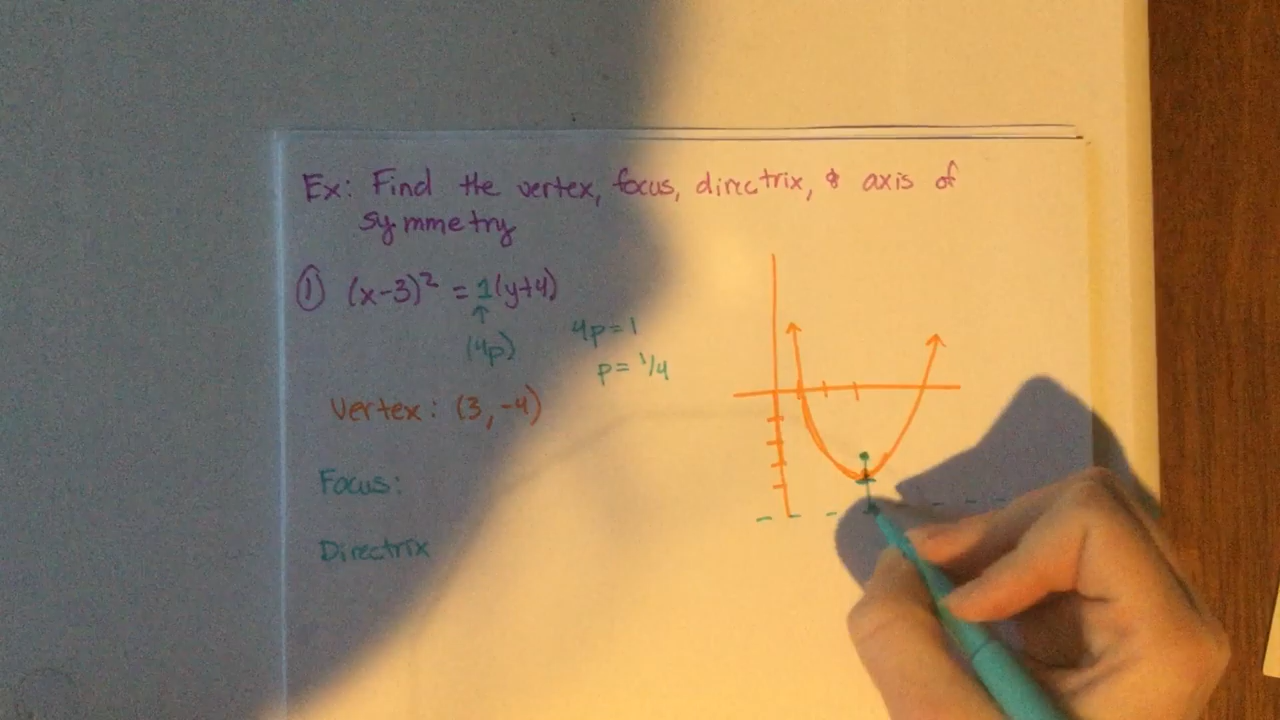 Ex: Find the vertex, focus, directrix, & axis of
symmetry
① (x-3)² = 1(y+4)
↑
(4p)
4p=1
p= 1/4
Vertex: (3, -4)
Focus:
Directrix